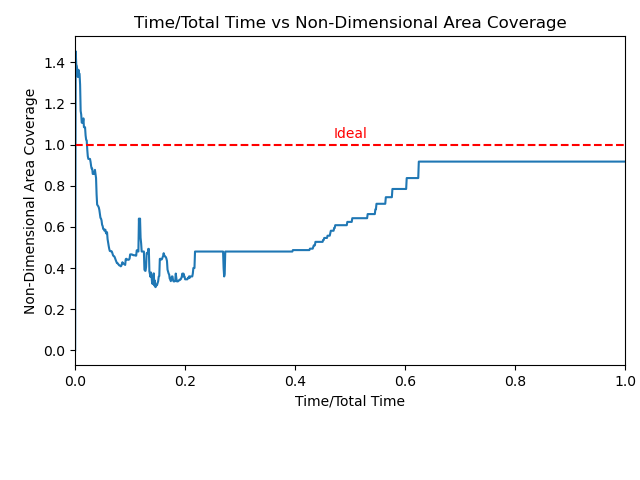 Time/Total Time vs Non-Dimensional Area Coverage
Non-Dimensional Area Coverage
1.4
1.2
1.0
0.8
0.6
0.4
0.2
0.0
Ideal
0.0 0.2 0.4 0.6 0.8 1.0
Time/Total Time